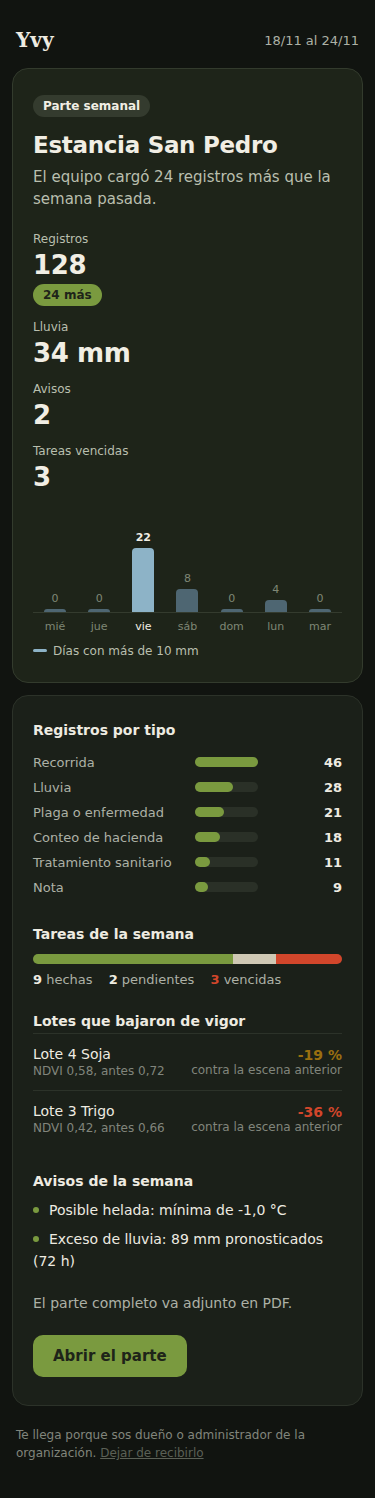 Yvy
18/11 al 24/11
Parte semanal
Estancia San Pedro
El equipo cargó 24 registros más que la
semana pasada.
Registros
128
24 más
Lluvia
34 mm
Avisos
2
Tareas vencidas
3
0 0 22 8 0 4 0
mié jue vie sáb dom lun mar
Días con más de 10 mm
Registros por tipo
Recorrida 46
Lluvia 28
Plaga o enfermedad 21
Conteo de hacienda 18
Tratamiento sanitario 11
Nota 9
Tareas de la semana
9 hechas 2 pendientes 3 vencidas
Lotes que bajaron de vigor
Lote 4 Soja -19 %
NDVI 0,58, antes 0,72 contra la escena anterior
Lote 3 Trigo -36 %
NDVI 0,42, antes 0,66 contra la escena anterior
Avisos de la semana
• Posible helada: mínima de -1,0 °C
• Exceso de lluvia: 89 mm pronosticados
(72 h)
El parte completo va adjunto en PDF.
Abrir el parte
Te llega porque sos dueño o administrador de la
organización. Dejar de recibirlo